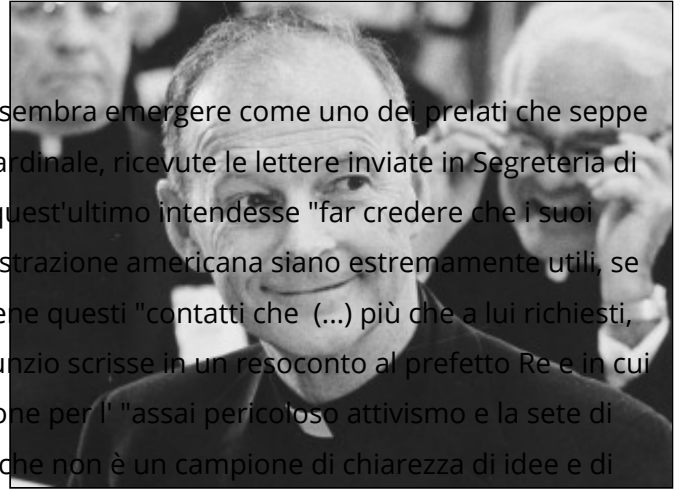 sembra emergere come uno dei prelati che seppe
ardinale, ricevute le lettere inviate in Segreteria di
quest'ultimo intendesse "far credere che i suoi
strazione americana siano estremamente utili, se
ene questi "contatti che (...) più che a lui richiesti,
unzio scrisse in un resoconto al prefetto Re e in cui
one per l' "assai pericoloso attivismo e la sete di
che non è un campione di chiarezza di idee e di